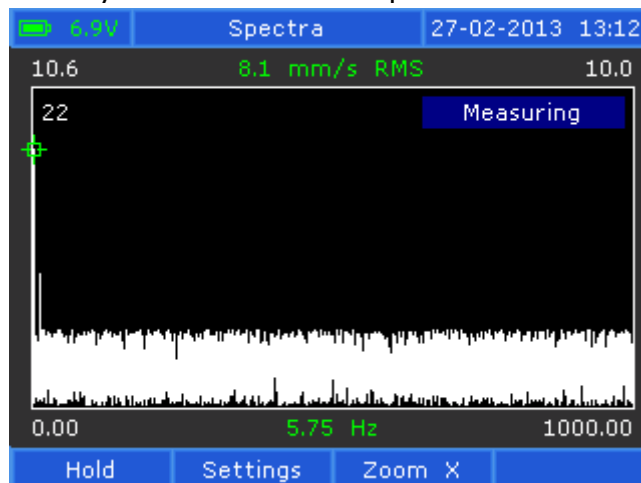 6.9V Spectra 27-02-2013 13:12
10.6 8.1 mm/s RMS 10.0
22 Measuring
0.00 5.75 Hz 1000.00
Hold Settings Zoom X